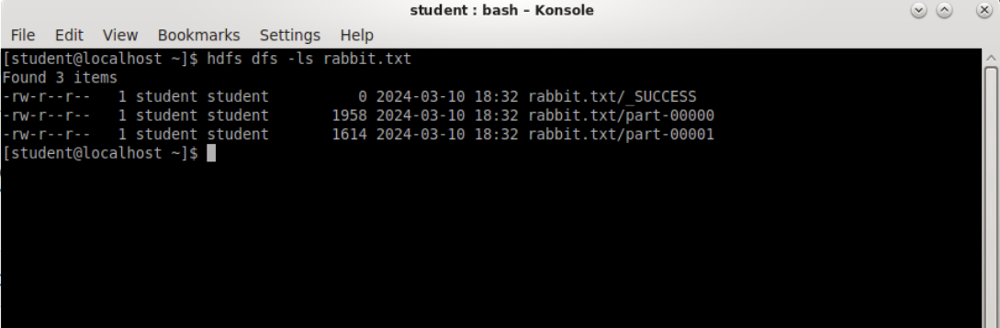 student : bash – Konsole
File Edit View Bookmarks Settings Help
[student@localhost ~]$ hdfs dfs -ls rabbit.txt
Found 3 items
-rw-r--r--   1 student student          0 2024-03-10 18:32 rabbit.txt/_SUCCESS
-rw-r--r--   1 student student       1958 2024-03-10 18:32 rabbit.txt/part-00000
-rw-r--r--   1 student student       1614 2024-03-10 18:32 rabbit.txt/part-00001
[student@localhost ~]$